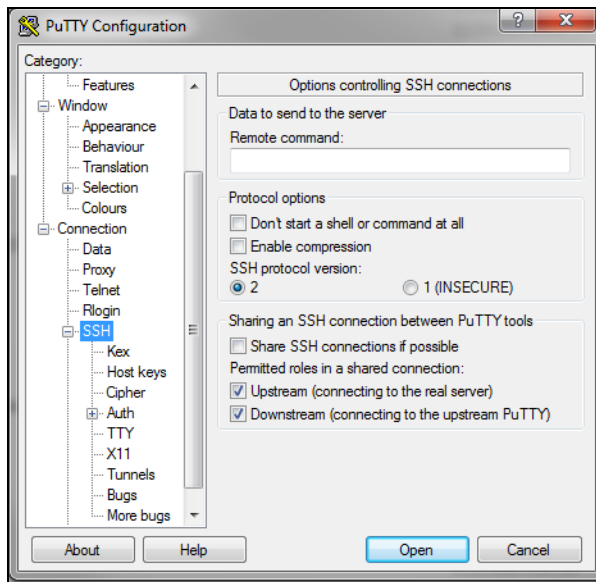 PuTTY Configuration
Category:
Features
Window
Appearance
Behaviour
Translation
Selection
Colours
Connection
Data
Proxy
Telnet
Rlogin
SSH
Kex
Host keys
Cipher
Auth
TTY
X11
Tunnels
Bugs
More bugs
Options controlling SSH connections
Data to send to the server
Remote command:
Protocol options
Don't start a shell or command at all
Enable compression
SSH protocol version:
2 1 (INSECURE)
Sharing an SSH connection between PuTTY tools
Share SSH connections if possible
Permitted roles in a shared connection:
Upstream (connecting to the real server)
Downstream (connecting to the upstream PuTTY)
About Help Open Cancel